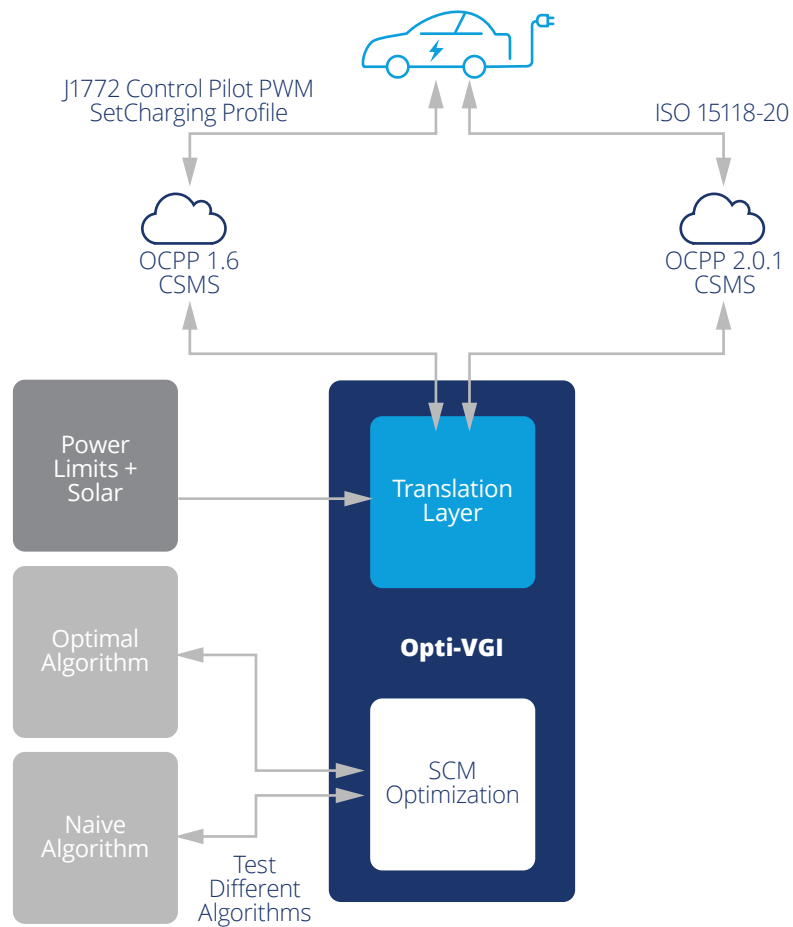 J1772 Control Pilot PWM
SetCharging Profile
ISO 15118-20
OCPP 1.6
CSMS
OCPP 2.0.1
CSMS
Power
Limits +
Solar
Translation
Layer
Optimal
Algorithm
Opti-VGI
SCM
Optimization
Naive
Algorithm
Test
Different
Algorithms